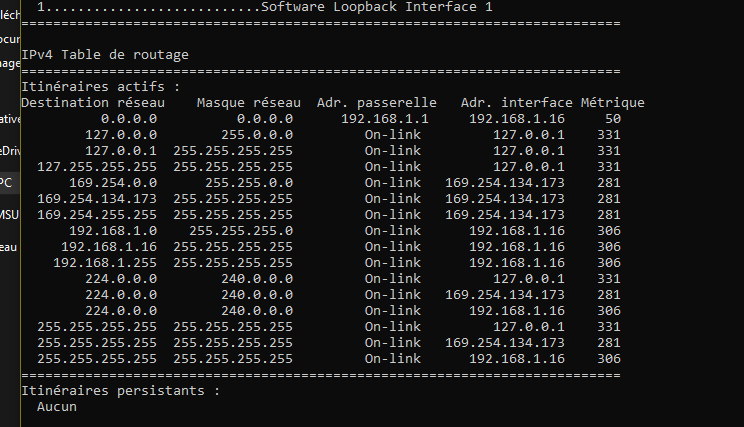 léch
1...........................Software Loopback Interface 1
===========================================================================
ocur
IPv4 Table de routage
nage
===========================================================================
Itinéraires actifs :
Destination réseau    Masque réseau  Adr. passerelle   Adr. interface Métrique
0.0.0.0          0.0.0.0      192.168.1.1     192.168.1.16     50
ative
127.0.0.0        255.0.0.0         On-link         127.0.0.1    331
127.0.0.1  255.255.255.255         On-link         127.0.0.1    331
eDriv
127.255.255.255  255.255.255.255         On-link         127.0.0.1    331
PC
169.254.0.0      255.255.0.0         On-link   169.254.134.173    281
169.254.134.173  255.255.255.255         On-link   169.254.134.173    281
MSU
169.254.255.255  255.255.255.255         On-link   169.254.134.173    281
192.168.1.0    255.255.255.0         On-link      192.168.1.16    306
eau
192.168.1.16  255.255.255.255         On-link      192.168.1.16    306
192.168.1.255  255.255.255.255         On-link      192.168.1.16    306
224.0.0.0        240.0.0.0         On-link         127.0.0.1    331
224.0.0.0        240.0.0.0         On-link   169.254.134.173    281
224.0.0.0        240.0.0.0         On-link      192.168.1.16    306
255.255.255.255  255.255.255.255         On-link         127.0.0.1    331
255.255.255.255  255.255.255.255         On-link   169.254.134.173    281
255.255.255.255  255.255.255.255         On-link      192.168.1.16    306
===========================================================================
Itinéraires persistants :
Aucun